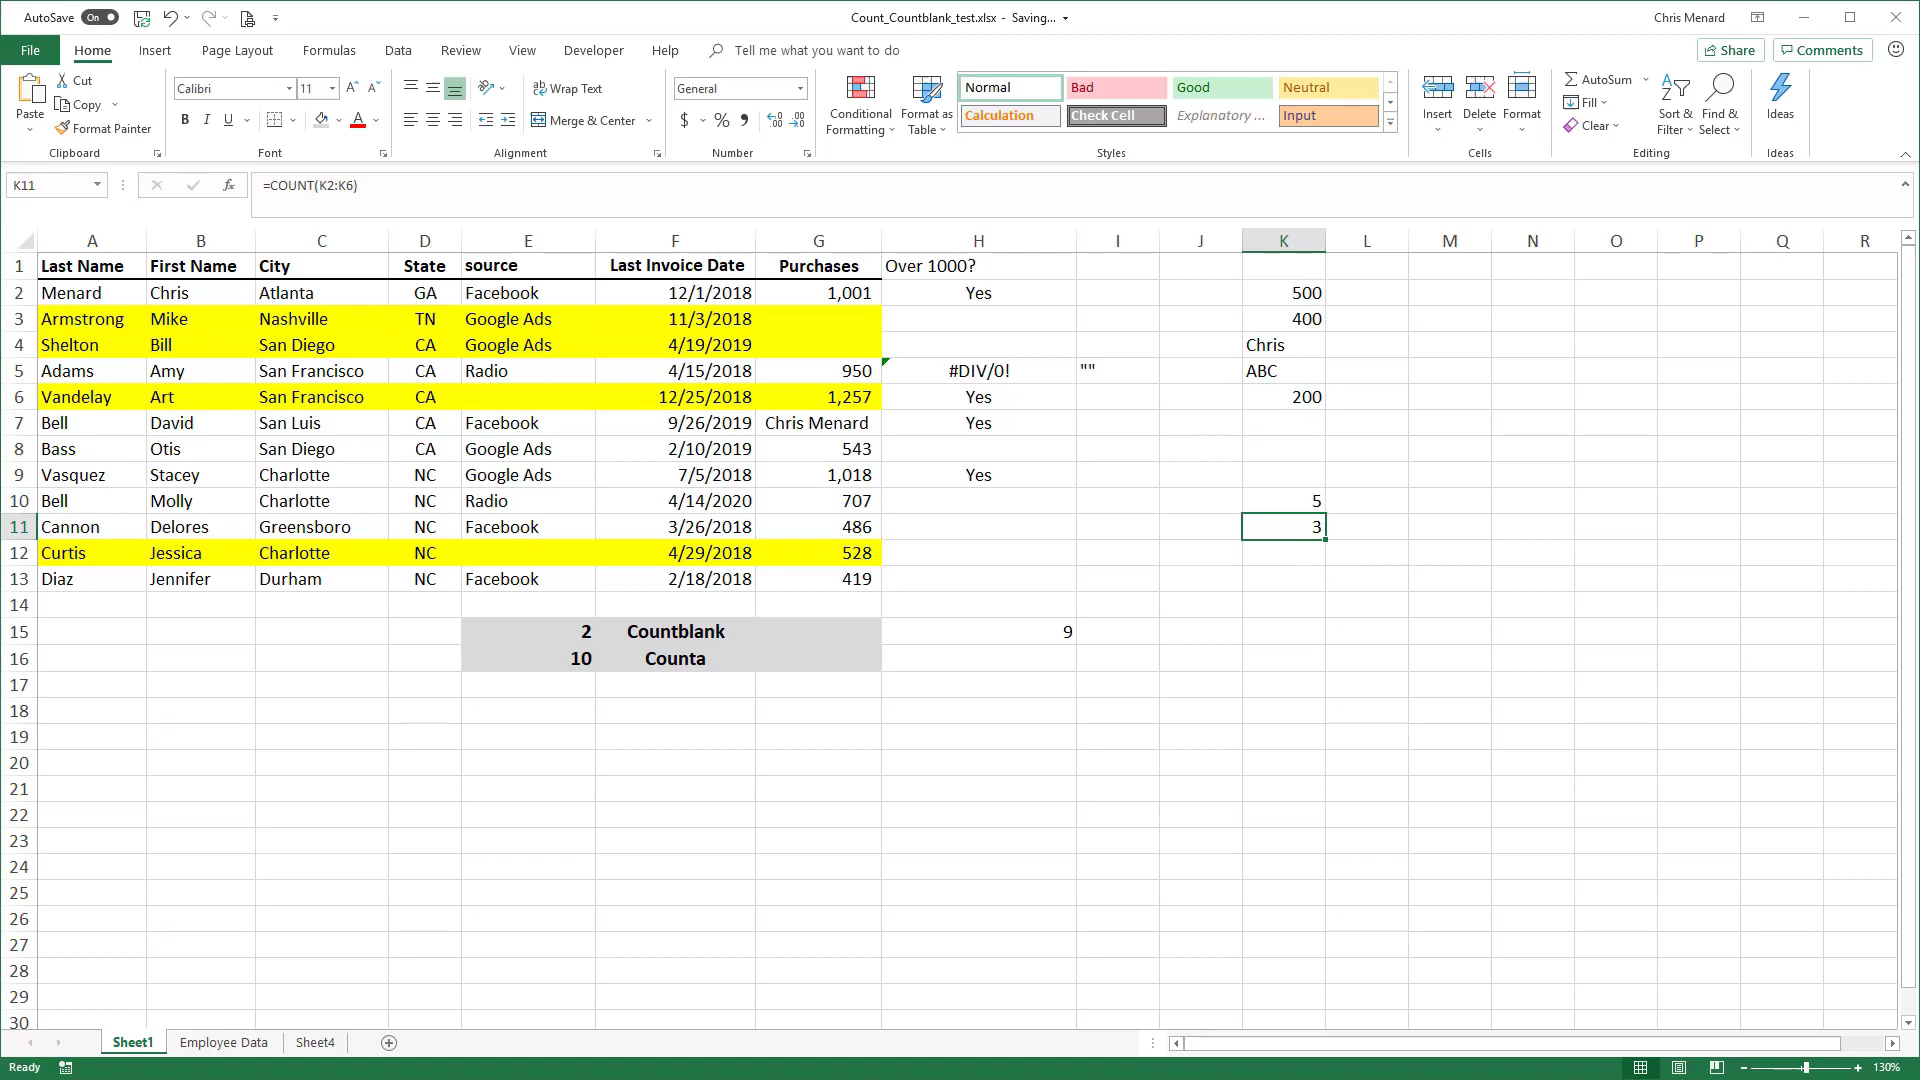 AutoSave On Count_Countblank_test.xlsx - Saving... Chris Menard
File Home Insert Page Layout Formulas Data Review View Developer Help Tell me what you want to do Share Comments
Paste Cut Copy Format Painter
Calibri 11 B I U A
Wrap Text Merge & Center
General $ % ,
Conditional Formatting Format as Table
Normal Bad Good Neutral
Calculation Check Cell Explanatory ... Input
Insert Delete Format
AutoSum Fill Clear Sort & Filter Find & Select Ideas
Clipboard Font Alignment Number Styles Cells Editing Ideas
K11 fx =COUNT(K2:K6)
A B C D E F G H I J K L M N O P Q R
1 Last Name First Name City State source Last Invoice Date Purchases Over 1000?
2 Menard Chris Atlanta GA Facebook 12/1/2018 1,001 Yes 500
3 Armstrong Mike Nashville TN Google Ads 11/3/2018 400
4 Shelton Bill San Diego CA Google Ads 4/19/2019 Chris
5 Adams Amy San Francisco CA Radio 4/15/2018 950 #DIV/0! "" ABC
6 Vandelay Art San Francisco CA 12/25/2018 1,257 Yes 200
7 Bell David San Luis CA Facebook 9/26/2019 Chris Menard Yes
8 Bass Otis San Diego CA Google Ads 2/10/2019 543
9 Vasquez Stacey Charlotte NC Google Ads 7/5/2018 1,018 Yes
10 Bell Molly Charlotte NC Radio 4/14/2020 707 5
11 Cannon Delores Greensboro NC Facebook 3/26/2018 486 3
12 Curtis Jessica Charlotte NC 4/29/2018 528
13 Diaz Jennifer Durham NC Facebook 2/18/2018 419
14
15 2 Countblank 9
16 10 Counta
17
18
19
20
21
22
23
24
25
26
27
28
29
30
Sheet1 Employee Data Sheet4
Ready 130%